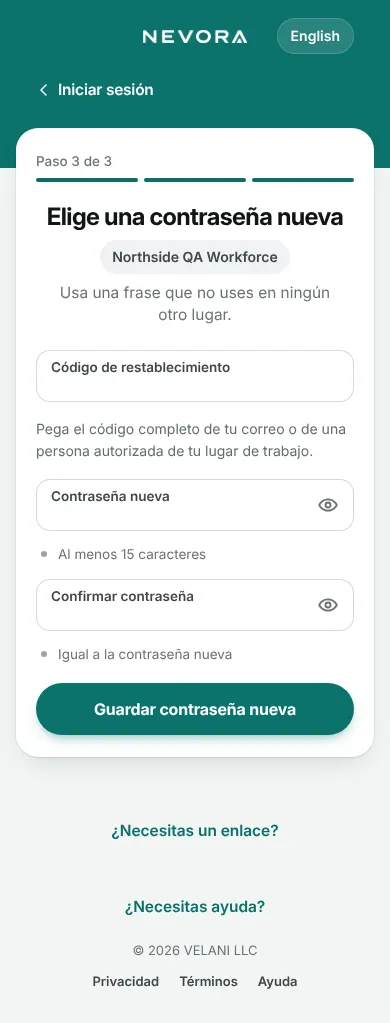 NEVORA
English
Iniciar sesión
Paso 3 de 3
Elige una contraseña nueva
Northside QA Workforce
Usa una frase que no uses en ningún
otro lugar.
Código de restablecimiento
Pega el código completo de tu correo o de una
persona autorizada de tu lugar de trabajo.
Contraseña nueva
Al menos 15 caracteres
Confirmar contraseña
Igual a la contraseña nueva
Guardar contraseña nueva
¿Necesitas un enlace?
¿Necesitas ayuda?
© 2026 VELANI LLC
Privacidad Términos Ayuda